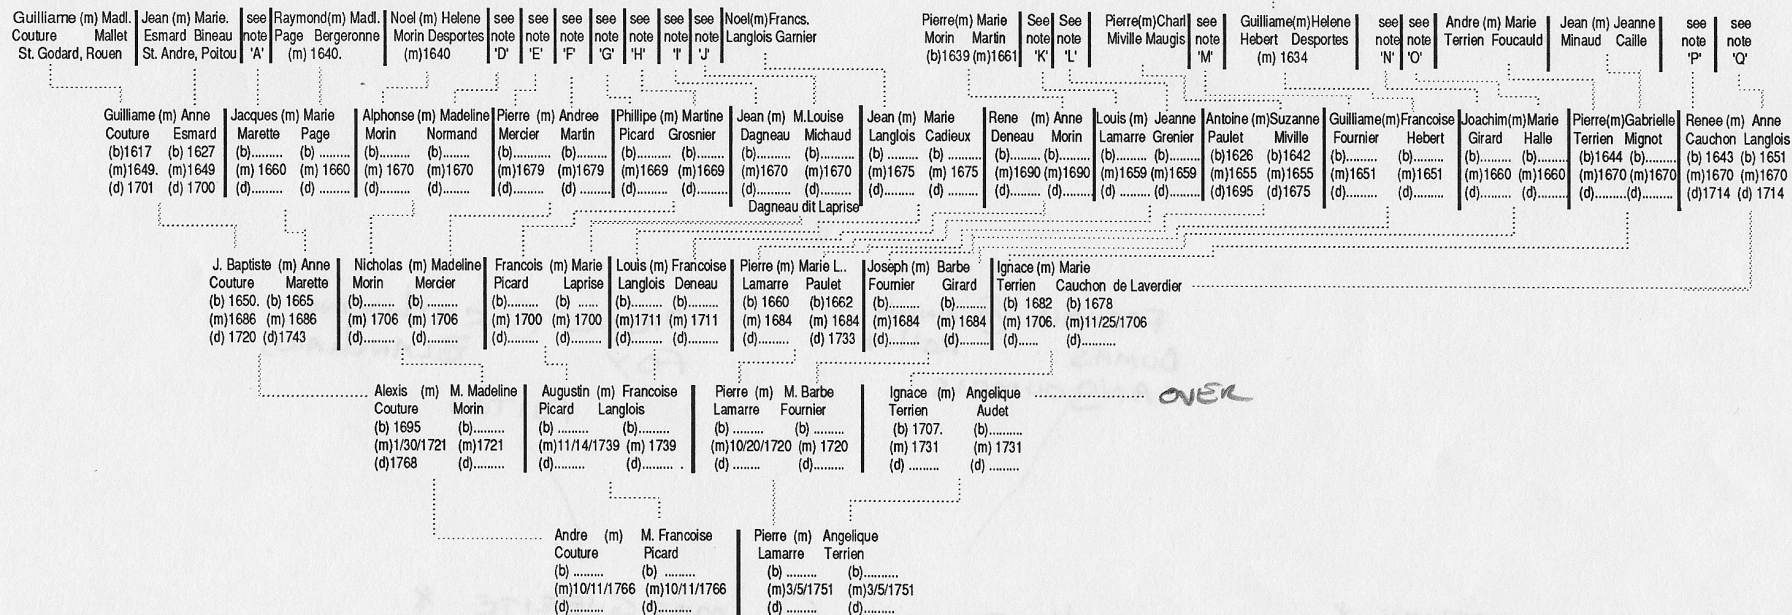 Guilliame (m) Madl.
Couture Mallet
St. Godard, Rouen
Jean (m) Marie.
Esmard Bineau
St. Andre, Poitou
see
note
'A'
Raymond(m) Madl.
Page Bergeronne
(m) 1640.
Noel (m) Helene
Morin Desportes
(m)1640
see
note
'D'
see
note
'E'
see
note
'F'
see
note
'G'
see
note
'H'
see
note
'I'
see
note
'J'
Noel(m)Francs.
Langlois Garnier
Pierre(m) Marie
Morin Martin
(b)1639 (m)1661
See
note
'K'
See
note
'L'
Pierre(m)Charl
Miville Maugis
see
note
'M'
Guilliame(m)Helene
Hebert Desportes
(m) 1634
see
note
'N'
see
note
'O'
Andre (m) Marie
Terrien Foucauld
Jean (m) Jeanne
Minaud Caille
see
note
'P'
see
note
'Q'
Guilliame (m) Anne
Couture Esmard
(b)1617 (b) 1627
(m)1649. (m)1649
(d) 1701 (d) 1700
Jacques (m) Marie
Marette Page
(b)........ (b) ........
(m) 1660 (m) 1660
(d)........ (d)........
Alphonse (m) Madeline
Morin Normand
(b)........ (b)........
(m) 1670 (m)1670
(d)........ (d)........
Pierre (m) Andree
Mercier Martin
(b)........ (b)........
(m)1679 (m)1679
(d)........ (d) ........
Phillipe (m) Martine
Picard Grosnier
(b)........ (b)........
(m)1669 (m)1669
(d)........ (d)........
Jean (m) M.Louise
Dagneau Michaud
(b)........ (b)........
(m)1670 (m)1670
(d)........ (d)........
Dagneau dit Laprise
Jean (m) Marie
Langlois Cadieux
(b)........ (b) ........
(m)1675 (m) 1675
(d)........ (d)........
Rene (m) Anne
Deneau Morin
(b)........ (b)........
(m)1690 (m)1690
(d)........ (d)........
Louis (m) Jeanne
Lamarre Grenier
(b)........ (b)........
(m) 1659 (m)1659
(d)........ (d)........
Antoine (m)Suzanne
Paulet Miville
(b)1626 (b)1642
(m)1655 (m)1655
(d)1695 (d)1675
Guilliame(m)Francoise
Fournier Hebert
(b)........ (b)........
(m)1651 (m)1651
(d)........ (d)........
Joachim(m)Marie
Girard Halle
(b)........ (b)........
(m)1660 (m)1660
(d)........ (d)........
Pierre(m)Gabrielle
Terrien Mignot
(b)1644 (b)........
(m)1670 (m)1670
(d)........(d)........
Renee (m) Anne
Cauchon Langlois
(b) 1643 (b) 1651
(m)1670 (m)1670
(d)1714 (d) 1714
J. Baptiste (m) Anne
Couture Marette
(b) 1650. (b) 1665
(m)1686 (m) 1686
(d) 1720 (d)1743
Nicholas (m) Madeline
Morin Mercier
(b)........ (b) ........
(m) 1706 (m) 1706
(d)........ (d)........
Francois (m) Marie
Picard Laprise
(b)........ (b) ......
(m) 1700 (m) 1700
(d)........ (d)........
Louis (m) Francoise
Langlois Deneau
(b)........ (b)........
(m)1711 (m) 1711
(d)........ (d)........
Pierre (m) Marie L..
Lamarre Paulet
(b) 1660 (b)1662
(m) 1684 (m) 1684
(d)........ (d) 1733
Joseph (m) Barbe
Fournier Girard
(b)........ (b)........
(m)1684 (m) 1684
(d)........ (d)........
Ignace (m) Marie
Terrien Cauchon de Laverdier
(b) 1682 (b) 1678
(m) 1706. (m)11/25/1706
(d)...... (d)........
Alexis (m) M. Madeline
Couture Morin
(b) 1695 (b)........
(m)1/30/1721 (m)1721
(d)1768 (d)........
Augustin (m) Francoise
Picard Langlois
(b) ........ (b) ........
(m)11/14/1739 (m) 1739
(d)........ (d)........ .
Pierre (m) M. Barbe
Lamarre Fournier
(b) ........ (b) ........
(m)10/20/1720 (m) 1720
(d) ........ (d)........
Ignace (m) Angelique
Terrien Audet
(b) 1707. (b)........
(m) 1731 (m) 1731
(d) ........ (d) ........
OVER
Andre (m) M. Francoise
Couture Picard
(b) ........ (b) ........
(m)10/11/1766 (m)10/11/1766
(d)........ (d)........
Pierre (m) Angelique
Lamarre Terrien
(b) ........ (b)........
(m)3/5/1751 (m)3/5/1751
(d) ........ (d)........